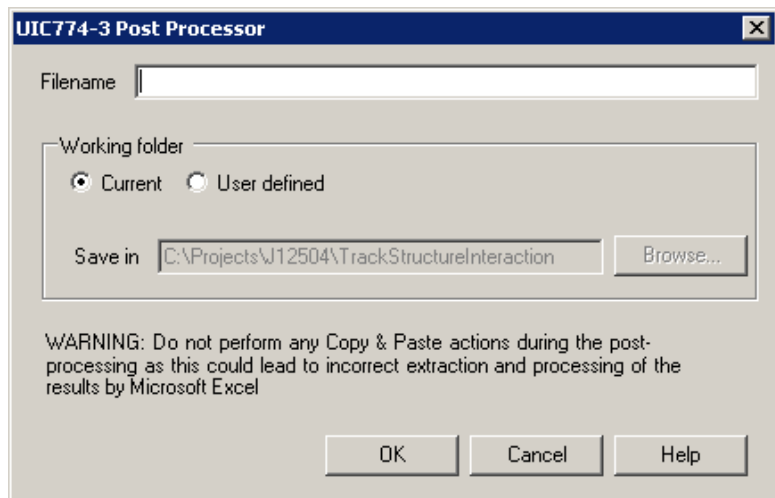 UIC774-3 Post Processor
Filename
Working folder
Current User defined
Save in C:\Projects\J12504\TrackStructureInteraction Browse...
WARNING: Do not perform any Copy & Paste actions during the post-
processing as this could lead to incorrect extraction and processing of the
results by Microsoft Excel
OK Cancel Help